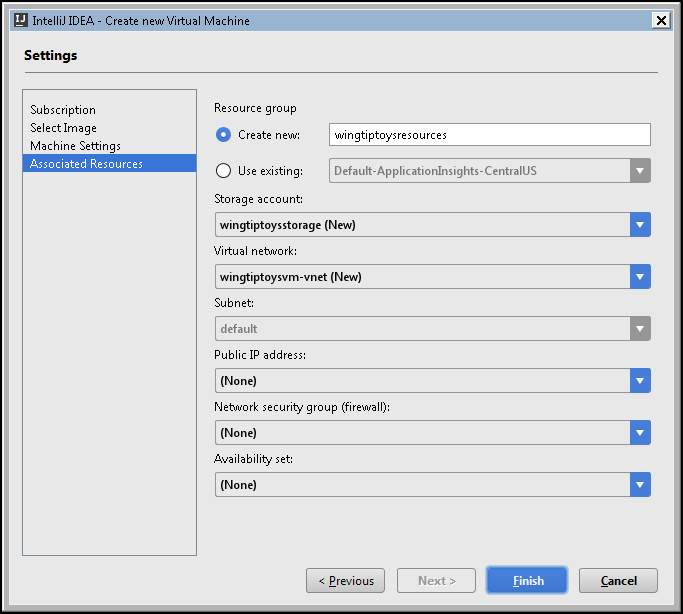 IJ IntelliJ IDEA - Create new Virtual Machine
Settings
Subscription
Select Image
Machine Settings
Associated Resources
Resource group
Create new: wingtiptoysresources
Use existing: Default-ApplicationInsights-CentralUS
Storage account:
wingtiptoysstorage (New)
Virtual network:
wingtiptoysvm-vnet (New)
Subnet:
default
Public IP address:
(None)
Network security group (firewall):
(None)
Availability set:
(None)
< Previous Next > Finish Cancel